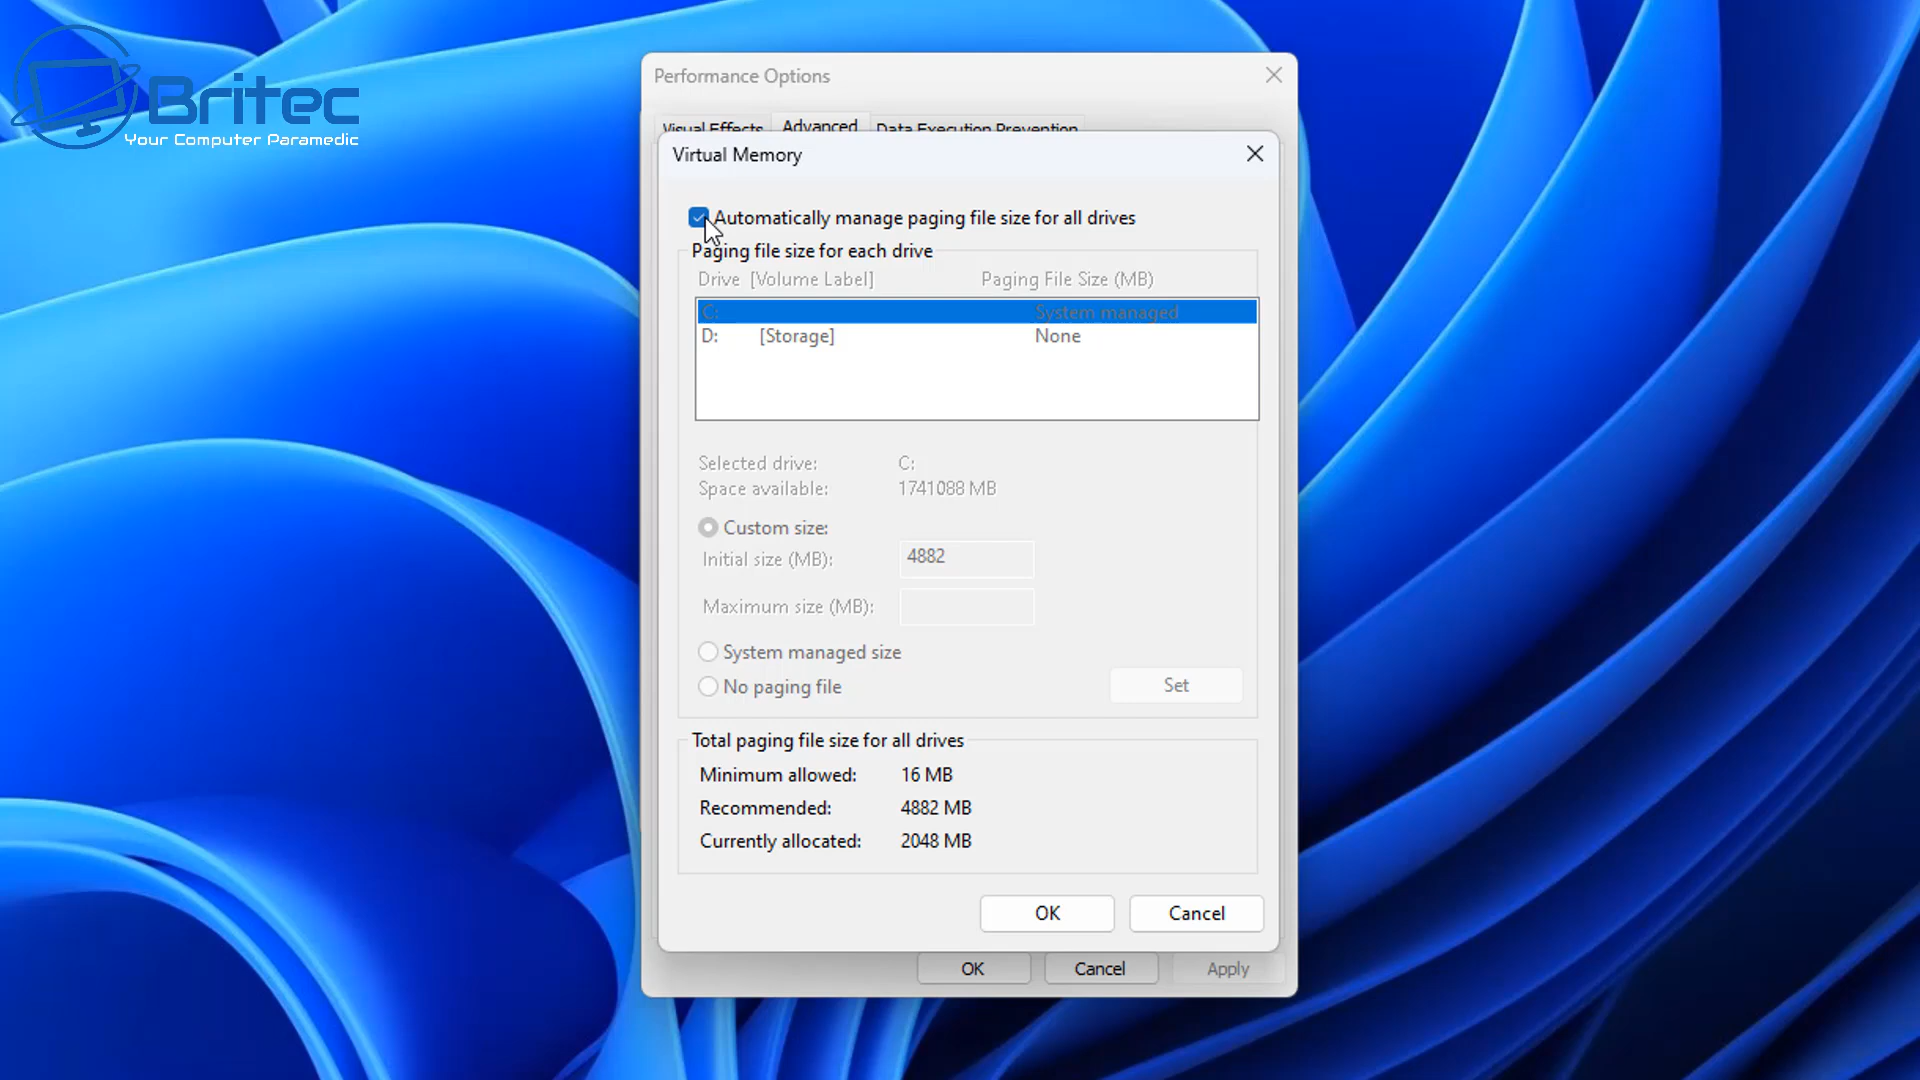 Britec
Your Computer Paramedic
Performance Options
Visual Effects Advanced Data Execution Prevention
Virtual Memory
Automatically manage paging file size for all drives
Paging file size for each drive
Drive [Volume Label] Paging File Size (MB)
C: System managed
D: [Storage] None
Selected drive: C:
Space available: 1741088 MB
Custom size:
Initial size (MB): 4882
Maximum size (MB):
System managed size
No paging file Set
Total paging file size for all drives
Minimum allowed: 16 MB
Recommended: 4882 MB
Currently allocated: 2048 MB
OK Cancel
OK Cancel Apply